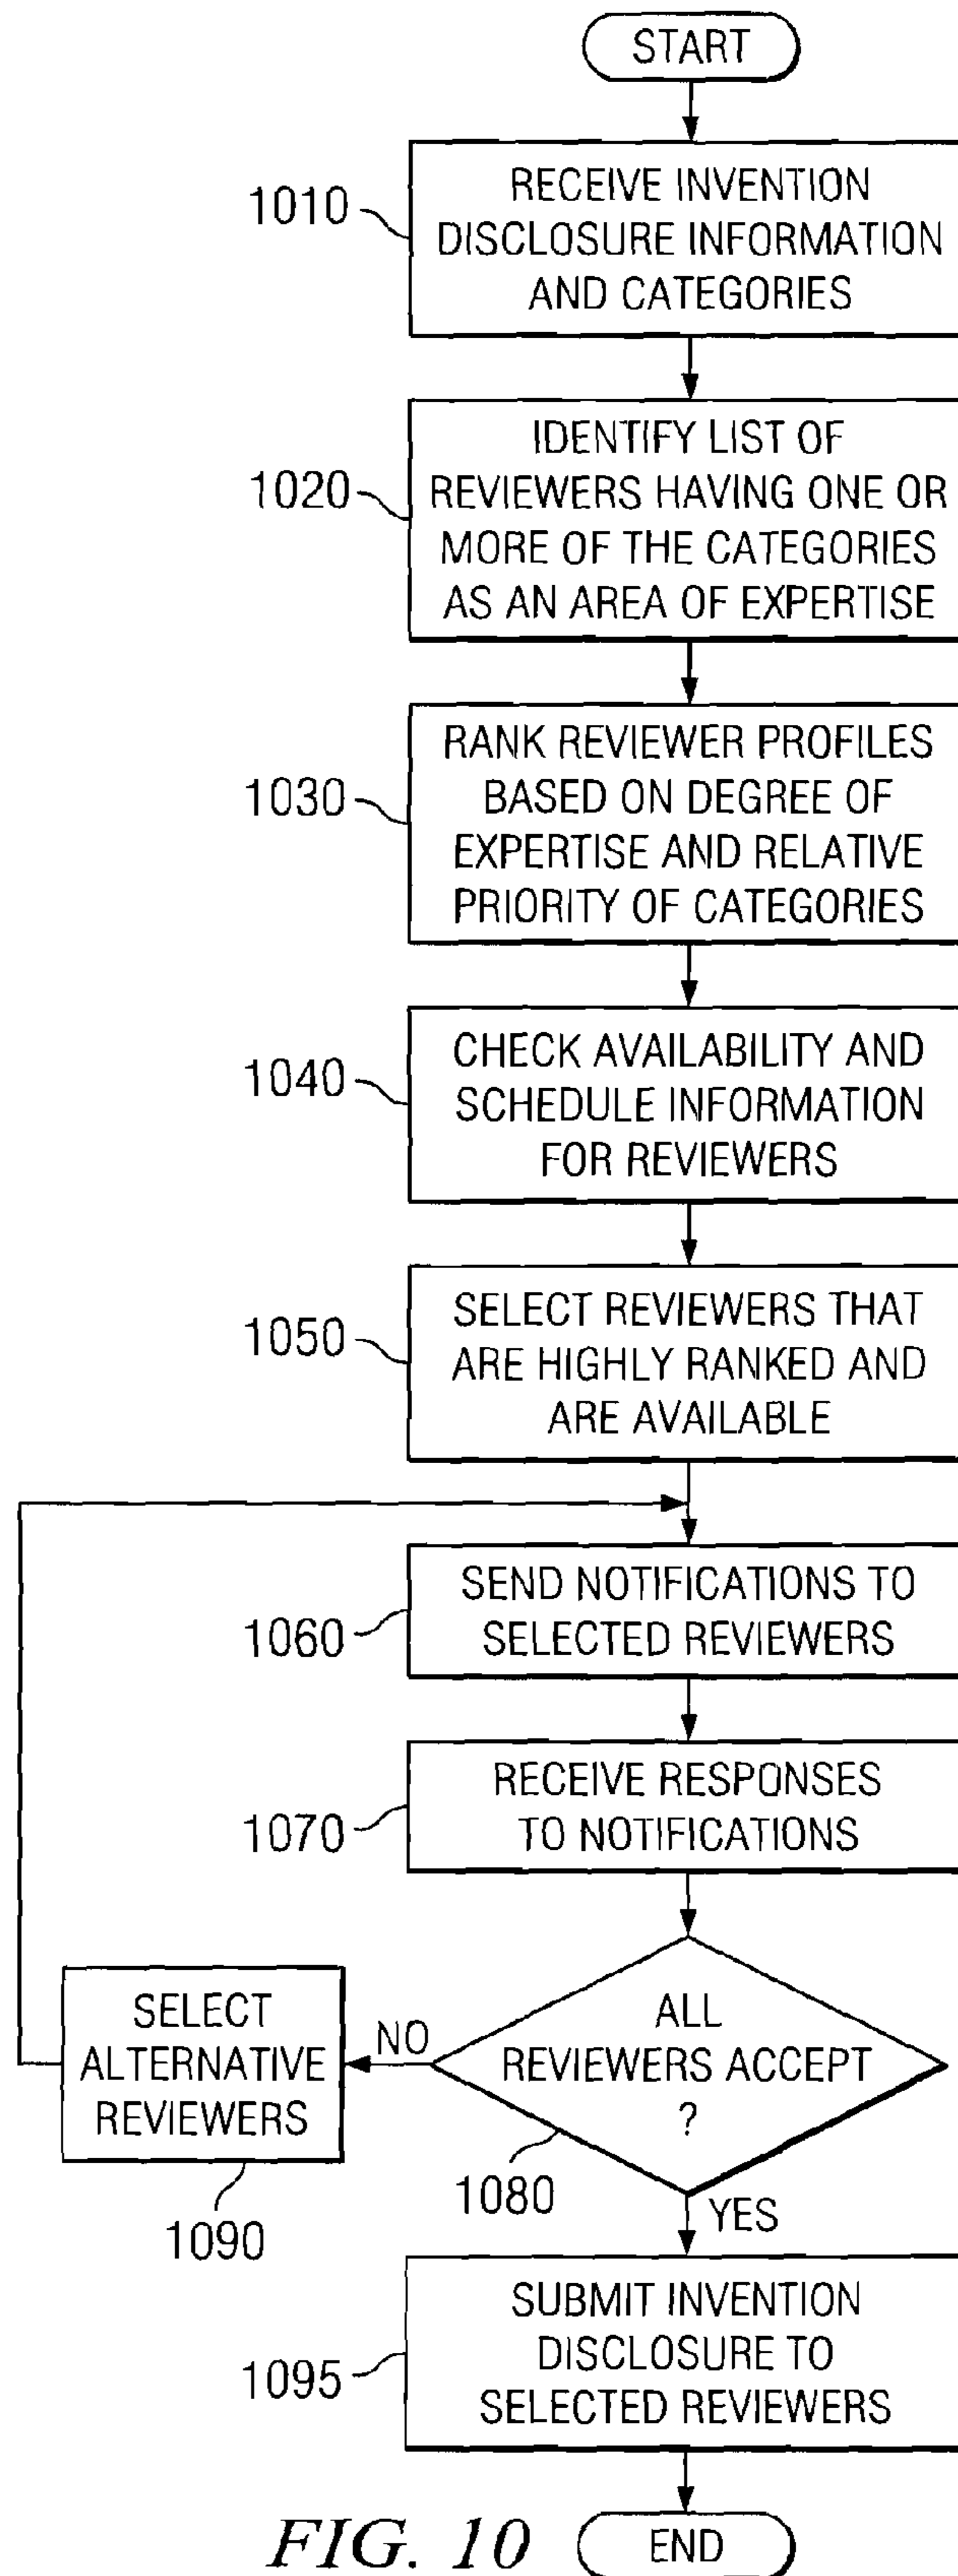 START
1010
RECEIVE INVENTION
DISCLOSURE INFORMATION
AND CATEGORIES
1020
IDENTIFY LIST OF
REVIEWERS HAVING ONE OR
MORE OF THE CATEGORIES
AS AN AREA OF EXPERTISE
1030
RANK REVIEWER PROFILES
BASED ON DEGREE OF
EXPERTISE AND RELATIVE
PRIORITY OF CATEGORIES
1040
CHECK AVAILABILITY AND
SCHEDULE INFORMATION
FOR REVIEWERS
1050
SELECT REVIEWERS THAT
ARE HIGHLY RANKED AND
ARE AVAILABLE
1060
SEND NOTIFICATIONS TO
SELECTED REVIEWERS
1070
RECEIVE RESPONSES
TO NOTIFICATIONS
ALL
REVIEWERS ACCEPT
?
1080
NO
SELECT
ALTERNATIVE
REVIEWERS
1090
YES
1095
SUBMIT INVENTION
DISCLOSURE TO
SELECTED REVIEWERS
FIG. 10
END